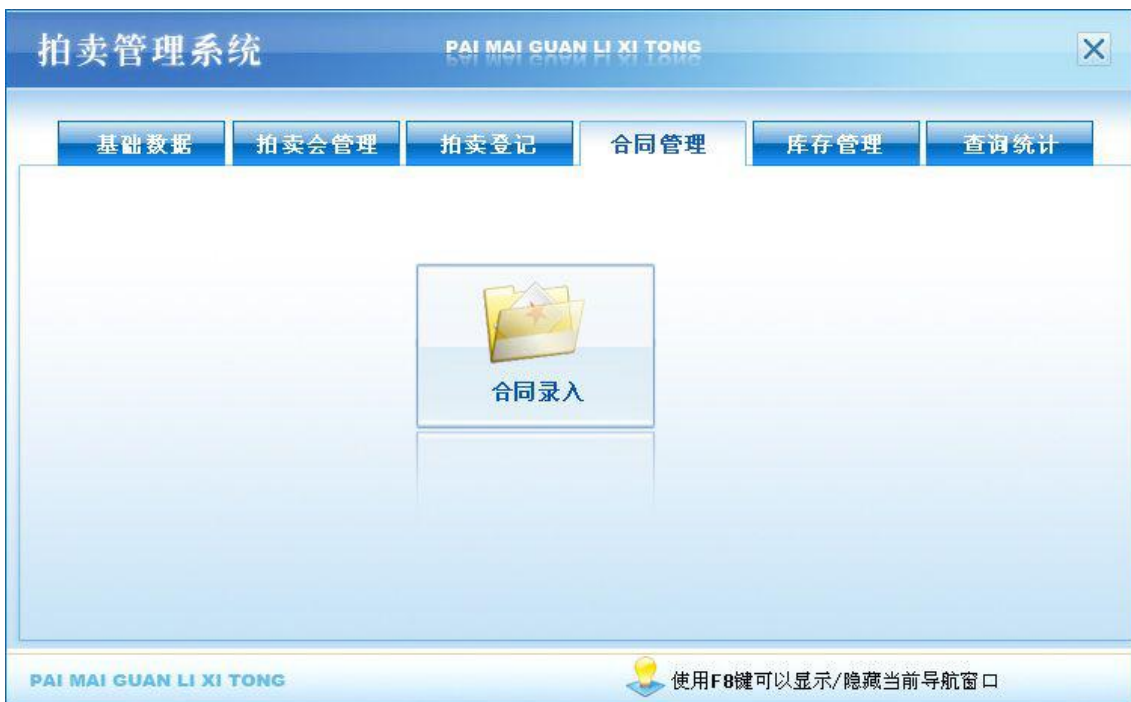 拍卖管理系统 PAI MAI GUAN LI XI TONG
基础数据 拍卖会管理 拍卖登记 合同管理 库存管理 查询统计
合同录入
PAI MAI GUAN LI XI TONG 使用F8键可以显示/隐藏当前导航窗口